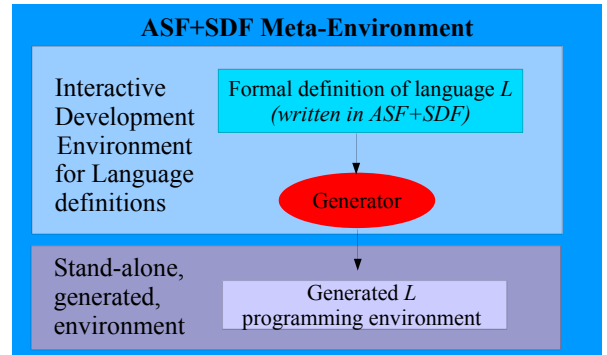 ASF+SDF Meta-Environment
Interactive
Development
Environment
for Language
definitions
Formal definition of language L
(written in ASF+SDF)
Generator
Stand-alone,
generated,
environment
Generated L
programming environment